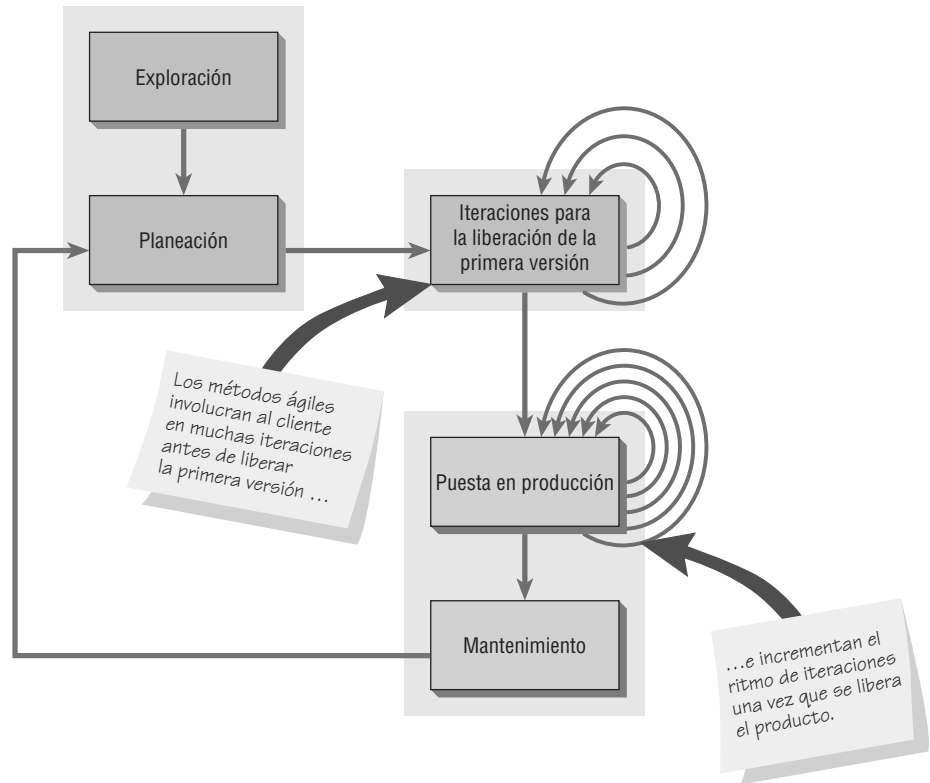 Exploración
Planeación
Iteraciones para
la liberación de la
primera versión
Los métodos ágiles
involucran al cliente
en muchas iteraciones
antes de liberar
la primera versión ...
Puesta en producción
Mantenimiento
...e incrementan el
ritmo de iteraciones
una vez que se libera
el producto.